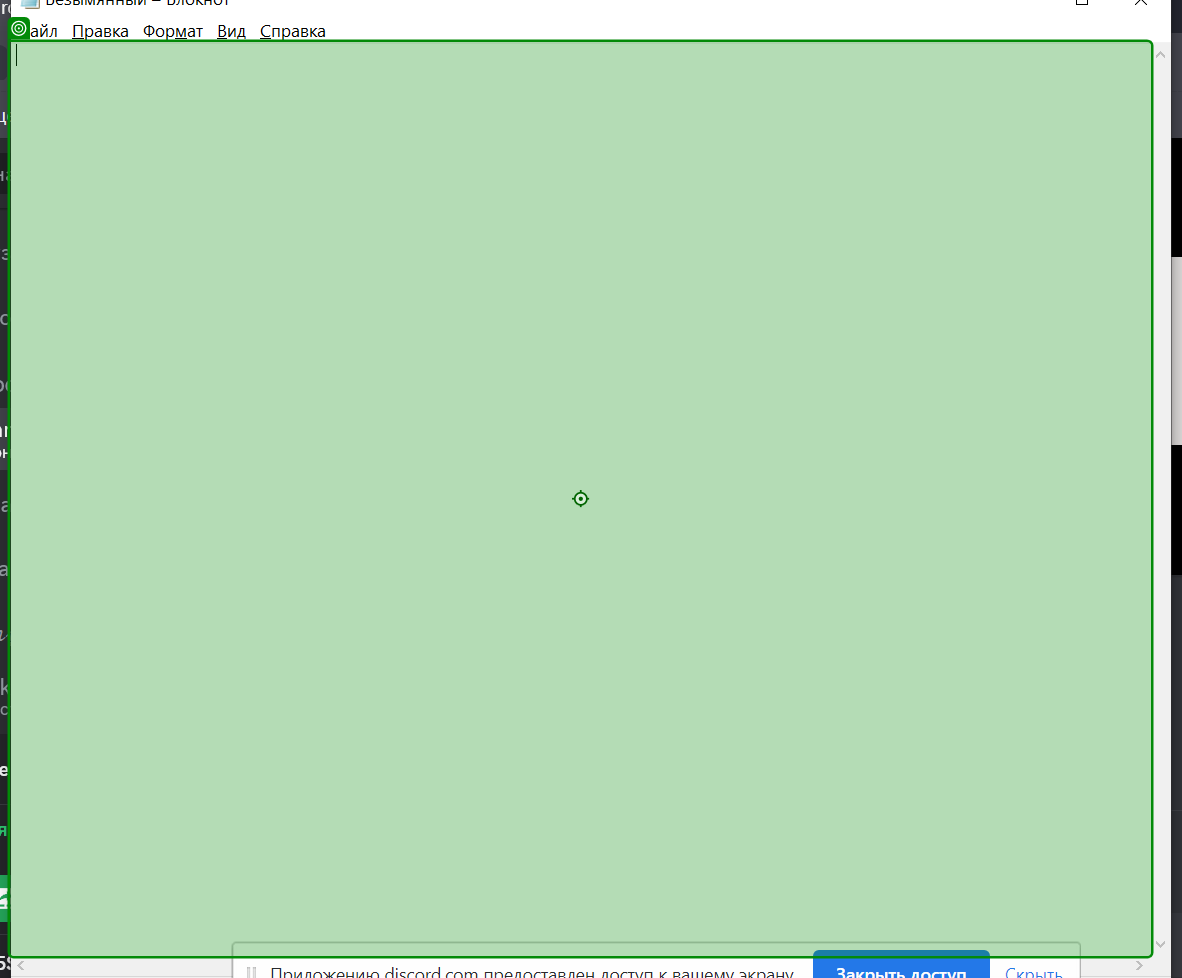 Безымянный – Блокнот
айл Правка Формат Вид Справка
Приложению discord.com предоставлен доступ к вашему экрану Закрыть доступ Скрыть